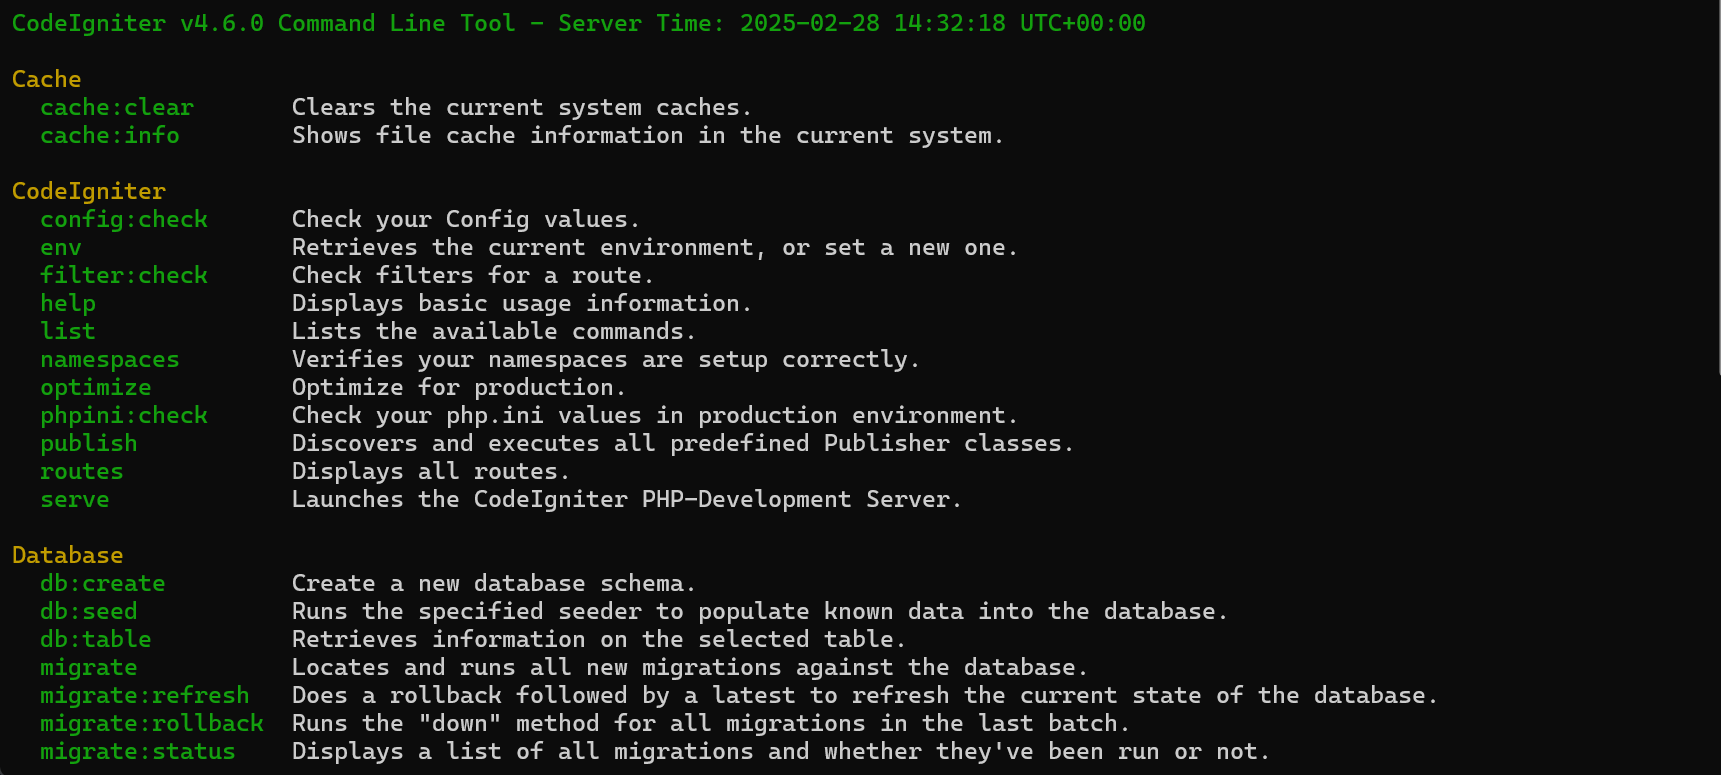 CodeIgniter v4.6.0 Command Line Tool - Server Time: 2025-02-28 14:32:18 UTC+00:00
Cache
cache:clear Clears the current system caches.
cache:info Shows file cache information in the current system.
CodeIgniter
config:check Check your Config values.
env Retrieves the current environment, or set a new one.
filter:check Check filters for a route.
help Displays basic usage information.
list Lists the available commands.
namespaces Verifies your namespaces are setup correctly.
optimize Optimize for production.
phpini:check Check your php.ini values in production environment.
publish Discovers and executes all predefined Publisher classes.
routes Displays all routes.
serve Launches the CodeIgniter PHP-Development Server.
Database
db:create Create a new database schema.
db:seed Runs the specified seeder to populate known data into the database.
db:table Retrieves information on the selected table.
migrate Locates and runs all new migrations against the database.
migrate:refresh Does a rollback followed by a latest to refresh the current state of the database.
migrate:rollback Runs the "down" method for all migrations in the last batch.
migrate:status Displays a list of all migrations and whether they've been run or not.